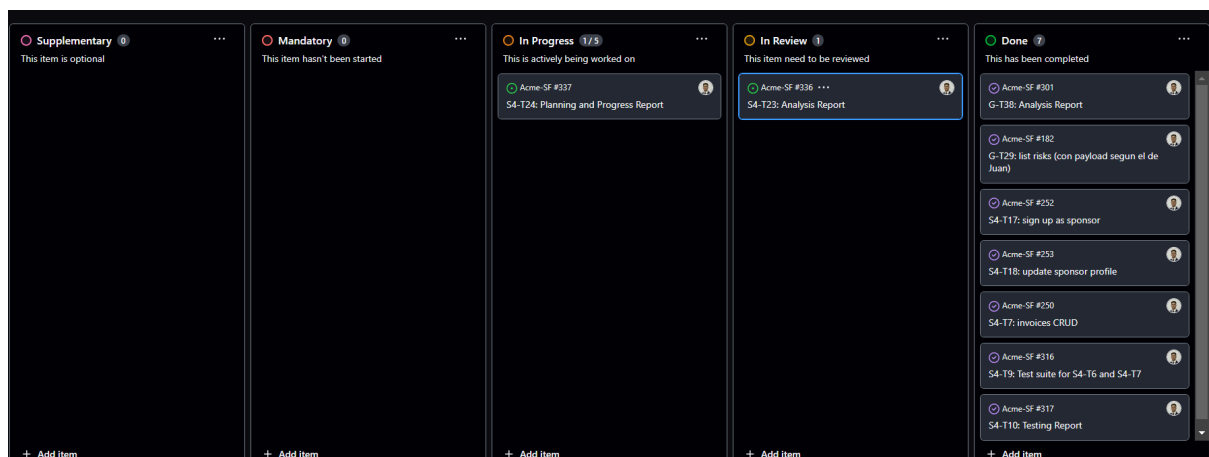 Supplementary 0 ...
This item is optional
+ Add item
Mandatory 0 ...
This item hasn't been started
+ Add item
In Progress 1/5 ...
This is actively being worked on
Acme-SF #337
S4-T24: Planning and Progress Report
+ Add item
In Review 1 ...
This item need to be reviewed
Acme-SF #336 ...
S4-T23: Analysis Report
+ Add item
Done 7 ...
This has been completed
Acme-SF #301
G-T38: Analysis Report
Acme-SF #182
G-T29: list risks (con payload segun el de
Juan)
Acme-SF #252
S4-T17: sign up as sponsor
Acme-SF #253
S4-T18: update sponsor profile
Acme-SF #250
S4-T7: invoices CRUD
Acme-SF #316
S4-T9: Test suite for S4-T6 and S4-T7
Acme-SF #317
S4-T10: Testing Report
+ Add item